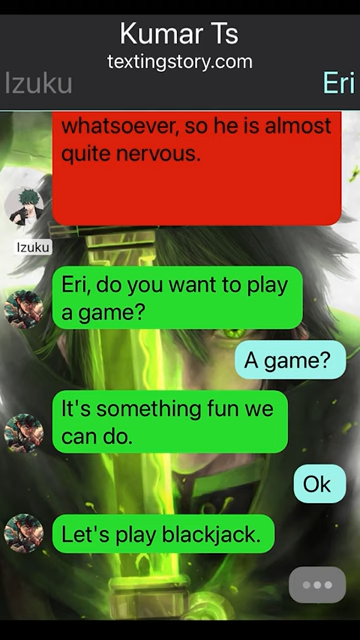 Kumar Ts
textingstory.com
Izuku
Eri
whatsoever, so he is almost
quite nervous.
Izuku
Eri, do you want to play
a game?
A game?
It's something fun we
can do.
Ok
Let's play blackjack.